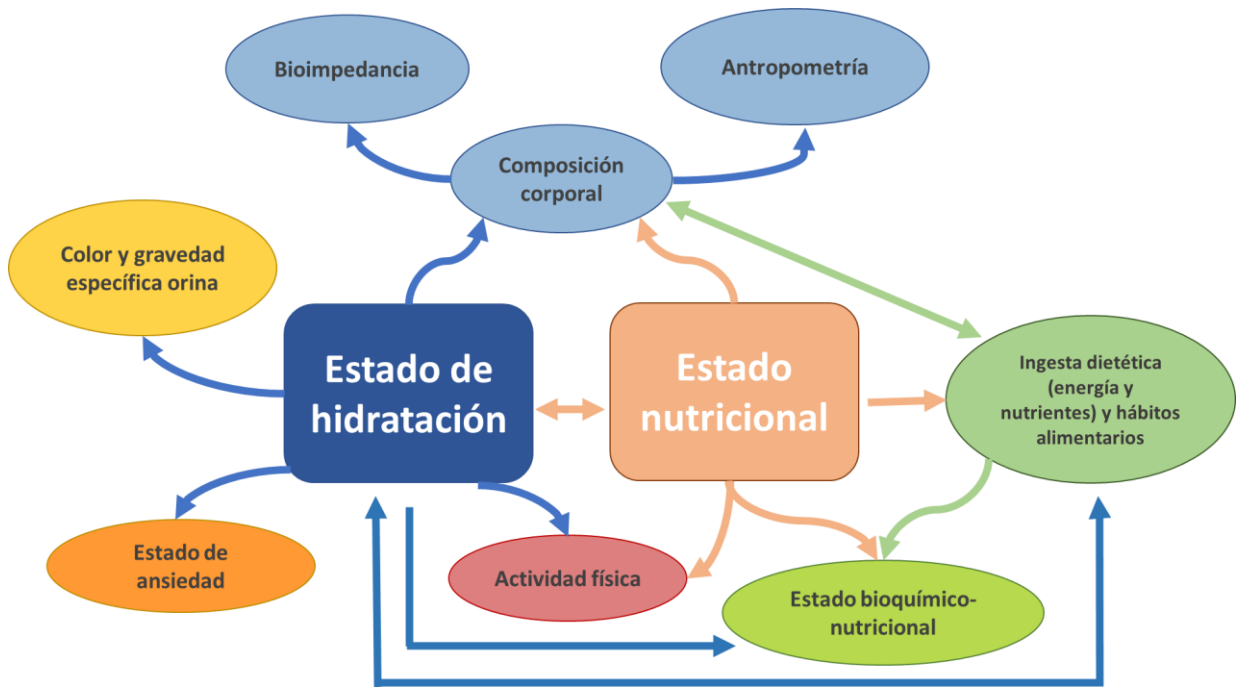 Bioimpedancia
Antropometría
Composición
corporal
Color y gravedad
específica orina
Estado de
hidratación
Estado
nutricional
Ingesta dietética
(energía y
nutrientes) y hábitos
alimentarios
Estado de
ansiedad
Actividad física
Estado bioquímico-
nutricional